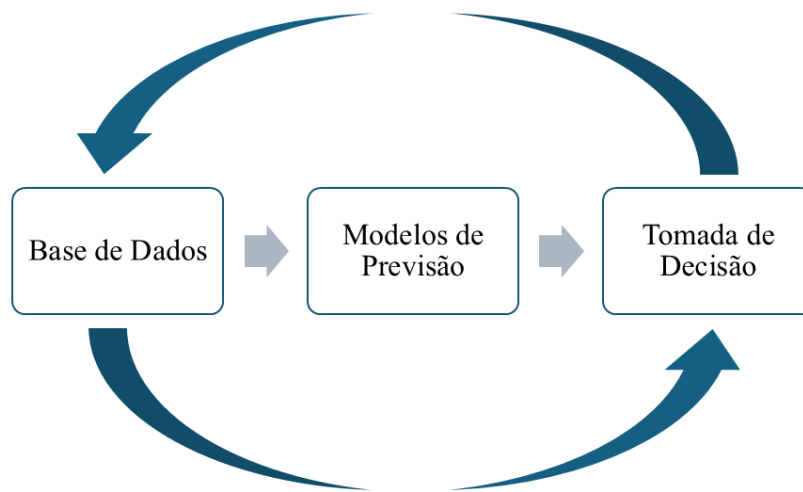 Base de Dados
Modelos de
Previsão
Tomada de
Decisão